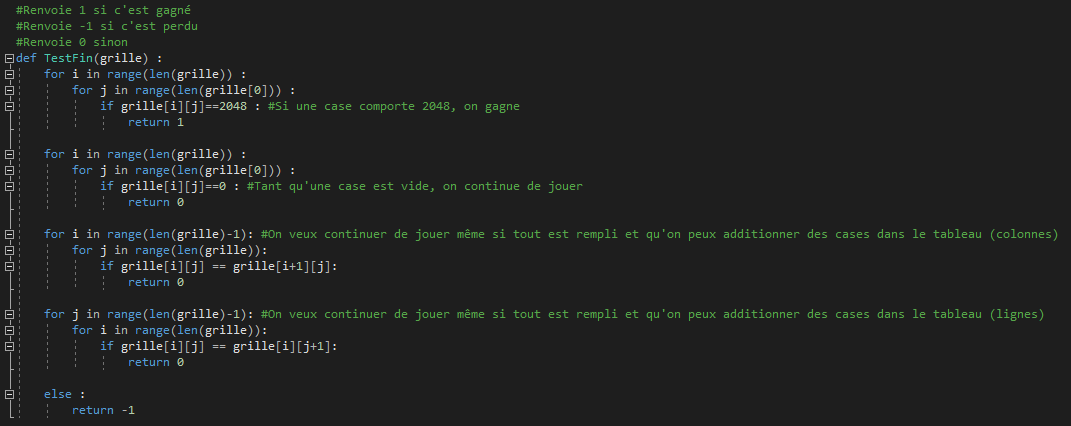 #Renvoie 1 si c'est gagné
#Renvoie -1 si c'est perdu
#Renvoie 0 sinon
def TestFin(grille) :
    for i in range(len(grille)) :
        for j in range(len(grille[0])) :
            if grille[i][j]==2048 : #Si une case comporte 2048, on gagne
                return 1
    for i in range(len(grille)) :
        for j in range(len(grille[0])) :
            if grille[i][j]==0 : #Tant qu'une case est vide, on continue de jouer
                return 0
    for i in range(len(grille)-1): #On veux continuer de jouer même si tout est rempli et qu'on peux additionner des cases dans le tableau (colonnes)
        for j in range(len(grille)):
            if grille[i][j] == grille[i+1][j]:
                return 0
    for j in range(len(grille)-1): #On veux continuer de jouer même si tout est rempli et qu'on peux additionner des cases dans le tableau (lignes)
        for i in range(len(grille)):
            if grille[i][j] == grille[i][j+1]:
                return 0
    else :
        return -1